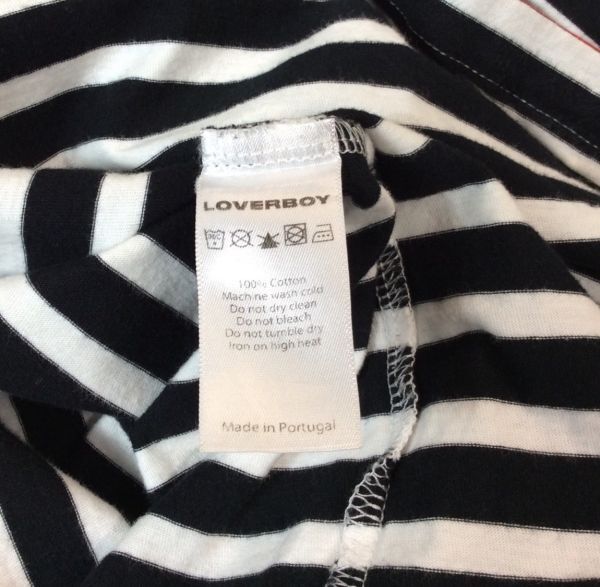 LOVERBOY
30C
100% Cotton
Machine wash cold
Do not dry clean
Do not bleach
Do not tumble dry
Iron on high heat
Made in Portugal